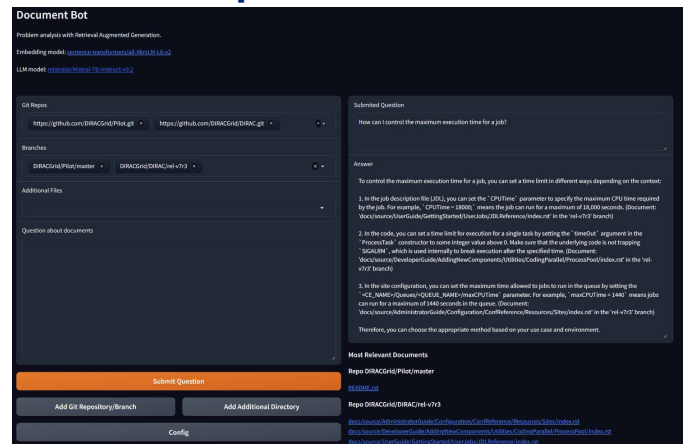 Document Bot
Problem analysis with Retrieval Augmented Generation.
Embedding model: sentence-transformers/all-MiniLM-L6-v2
LLM model: mistralai/Mistral-7B-Instruct-v0.2
Git Repos
https://github.com/DIRACGrid/Pilot.git × https://github.com/DIRACGrid/DIRAC.git ×
Branches
DIRACGrid/Pilot/master × DIRACGrid/DIRAC/rel-v7r3 ×
Additional Files
Question about documents
Submit Question
Add Git Repository/Branch Add Additional Directory
Config
Submited Question
How can I control the maximum execution time for a job?
Answer
To control the maximum execution time for a job, you can set a time limit in different ways depending on the context:
1. In the job description file (JDL), you can set the `CPUTime` parameter to specify the maximum CPU time required
by the job. For example, `CPUTime = 18000;` means the job can run for a maximum of 18,000 seconds. (Document:
'docs/source/UserGuide/GettingStarted/UserJobs/JDLReference/index.rst' in the 'rel-v7r3' branch)
2. In the code, you can set a time limit for execution for a single task by setting the `timeOut` argument in the
`ProcessTask` constructor to some integer value above 0. Make sure that the underlying code is not trapping
`SIGALRM`, which is used internally to break execution after the specified time. (Document:
'docs/source/DeveloperGuide/AddingNewComponents/Utilities/CodingParallel/ProcessPool/index.rst' in the 'rel-
v7r3' branch)
3. In the site configuration, you can set the maximum time allowed to jobs to run in the queue by setting the
`<CE_NAME>/Queues/<QUEUE_NAME>/maxCPUTime` parameter. For example, `maxCPUTime = 1440` means jobs
can run for a maximum of 1440 seconds in the queue. (Document:
'docs/source/AdministratorGuide/Configuration/ConfReference/Resources/Sites/index.rst' in the 'rel-v7r3' branch)
Therefore, you can choose the appropriate method based on your use case and environment.
Most Relevant Documents
Repo DIRACGrid/Pilot/master
README.rst
Repo DIRACGrid/DIRAC/rel-v7r3
docs/source/AdministratorGuide/Configuration/ConfReference/Resources/Sites/index.rst
docs/source/DeveloperGuide/AddingNewComponents/Utilities/CodingParallel/ProcessPool/index.rst
docs/source/UserGuide/GettingStarted/UserJobs/JDLReference/index.rst